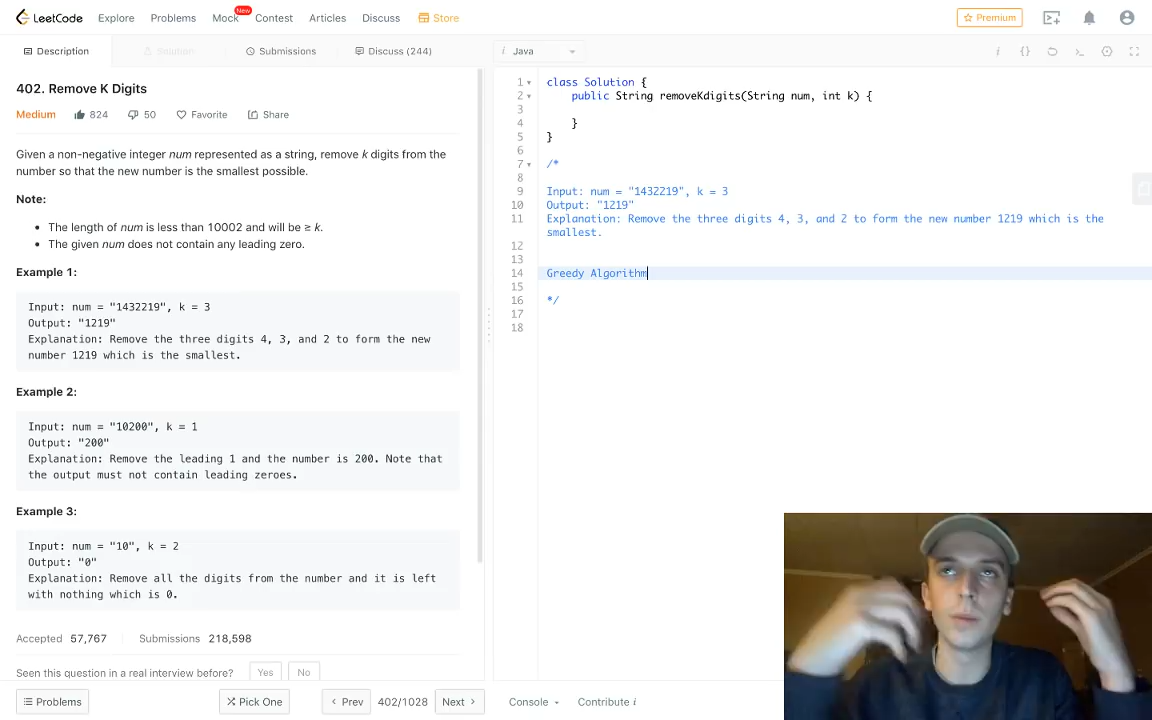 LeetCode Explore Problems Mock New Contest Articles Discuss Store Premium
Description Solution Submissions Discuss (244) i Java
402. Remove K Digits
Medium 824 50 Favorite Share
Given a non-negative integer num represented as a string, remove k digits from the
number so that the new number is the smallest possible.
Note:
The length of num is less than 10002 and will be ≥ k.
The given num does not contain any leading zero.
Example 1:
Input: num = "1432219", k = 3
Output: "1219"
Explanation: Remove the three digits 4, 3, and 2 to form the new
number 1219 which is the smallest.
Example 2:
Input: num = "10200", k = 1
Output: "200"
Explanation: Remove the leading 1 and the number is 200. Note that
the output must not contain leading zeroes.
Example 3:
Input: num = "10", k = 2
Output: "0"
Explanation: Remove all the digits from the number and it is left
with nothing which is 0.
Accepted 57,767 Submissions 218,598
Seen this question in a real interview before? Yes No
Problems Pick One Prev 402/1028 Next Console Contribute i
1 class Solution {
2 public String removeKdigits(String num, int k) {
3
4 }
5 }
6
7 /*
8
9 Input: num = "1432219", k = 3
10 Output: "1219"
11 Explanation: Remove the three digits 4, 3, and 2 to form the new number 1219 which is the
smallest.
12
13
14 Greedy Algorithm
15
16 */
17
18